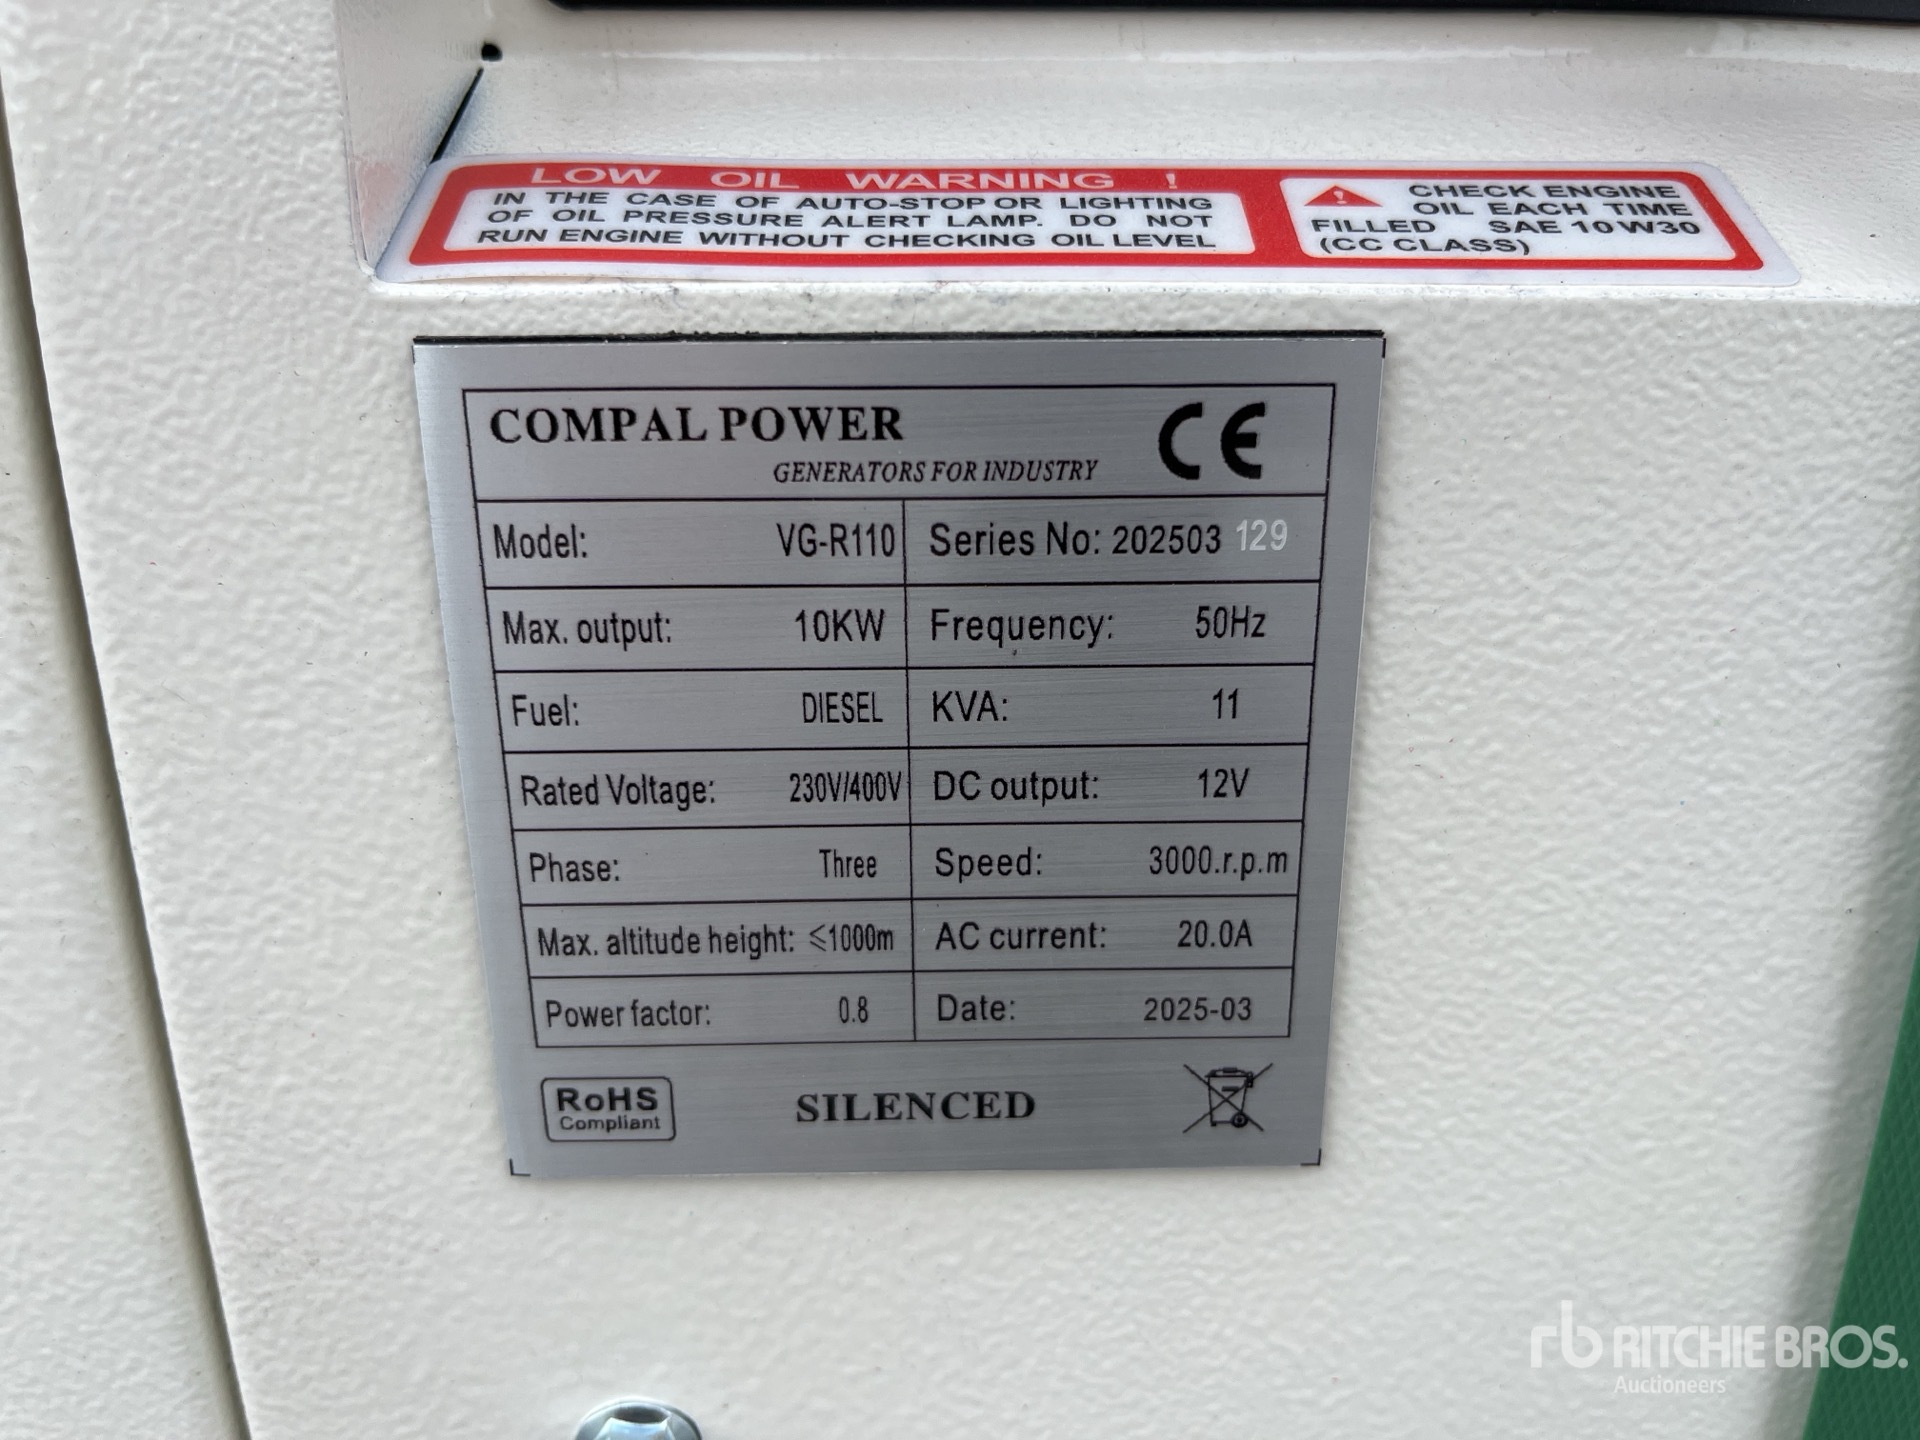 LOW OIL WARNING !
IN THE CASE OF AUTO-STOP OR LIGHTING
OF OIL PRESSURE ALERT LAMP. DO NOT
RUN ENGINE WITHOUT CHECKING OIL LEVEL
CHECK ENGINE
OIL EACH TIME
FILLED SAE 10W30
(CC CLASS)
COMPAL POWER
GENERATORS FOR INDUSTRY
CE
Model: VG-R110
Series No: 202503 129
Max. output: 10KW
Frequency: 50Hz
Fuel: DIESEL
KVA: 11
Rated Voltage: 230V/400V
DC output: 12V
Phase: Three
Speed: 3000.r.p.m
Max. altitude height: ≤1000m
AC current: 20.0A
Power factor: 0.8
Date: 2025-03
RoHS
Compliant
SILENCED
rb RITCHIE BROS.
Auctioneers